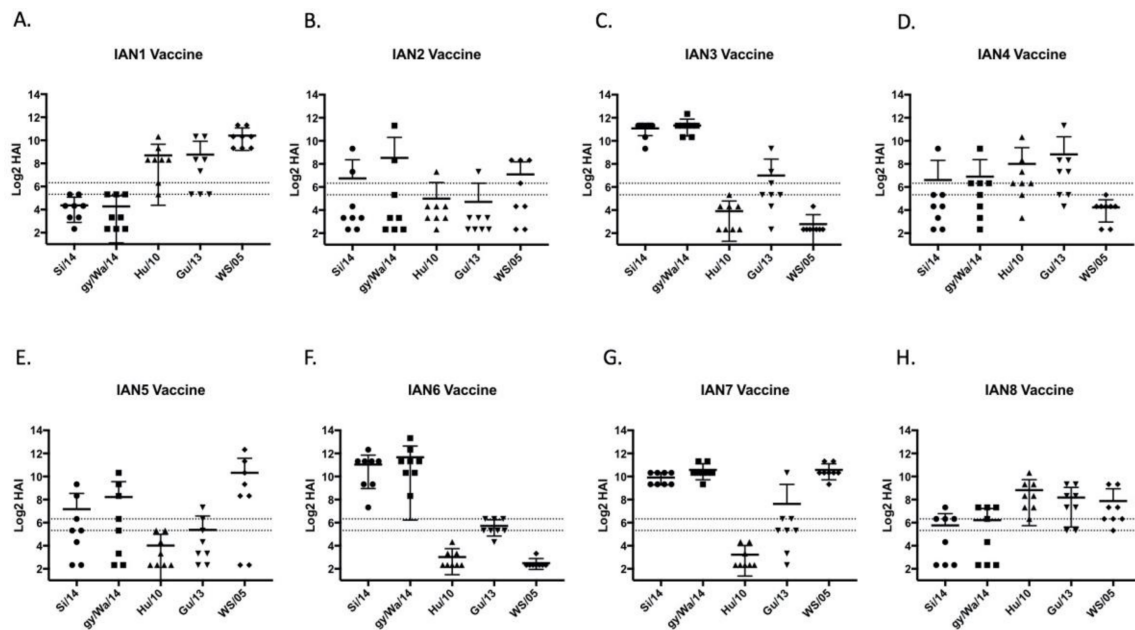 A.
B.
C.
D.
IAN1 Vaccine
IAN2 Vaccine
IAN3 Vaccine
IAN4 Vaccine
Log2 HAI
14
12
10
8
6
4
2
Si/14
gy/Wa/14
Hu/10
Gu/13
WS/05
Log2 HAI
14
12
10
8
6
4
2
Si/14
gy/Wa/14
Hu/10
Gu/13
WS/05
Log2 HAI
14
12
10
8
6
4
2
Si/14
gy/Wa/14
Hu/10
Gu/13
WS/05
Log2 HAI
14
12
10
8
6
4
2
Si/14
gy/Wa/14
Hu/10
Gu/13
WS/05
E.
F.
G.
H.
IAN5 Vaccine
IAN6 Vaccine
IAN7 Vaccine
IAN8 Vaccine
Log2 HAI
14
12
10
8
6
4
2
Si/14
gy/Wa/14
Hu/10
Gu/13
WS/05
Log2 HAI
14
12
10
8
6
4
2
Si/14
gy/Wa/14
Hu/10
Gu/13
WS/05
Log2 HAI
14
12
10
8
6
4
2
Si/14
gy/Wa/14
Hu/10
Gu/13
WS/05
Log2 HAI
14
12
10
8
6
4
2
Si/14
gy/Wa/14
Hu/10
Gu/13
WS/05